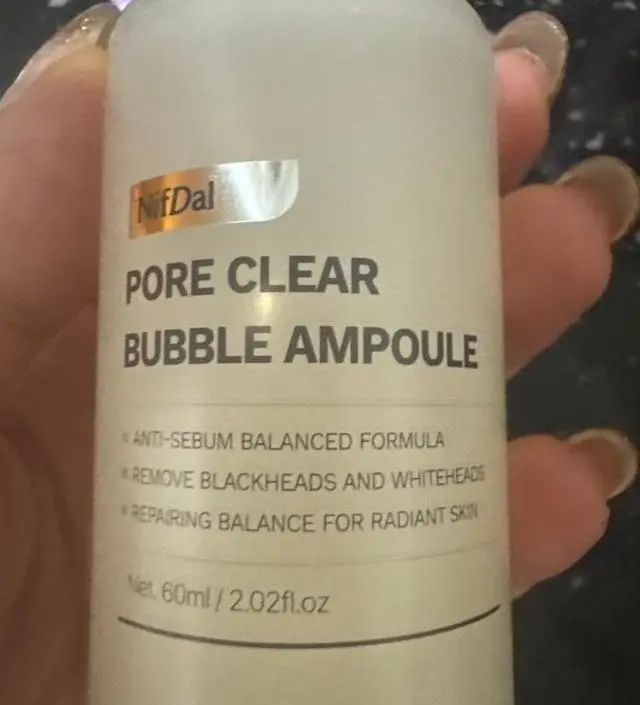 NifDal
PORE CLEAR
BUBBLE AMPOULE
* ANTI-SEBUM BALANCED FORMULA
* REMOVE BLACKHEADS AND WHITEHEADS
* REPAIRING BALANCE FOR RADIANT SKIN
Net. 60ml / 2.02fl.oz